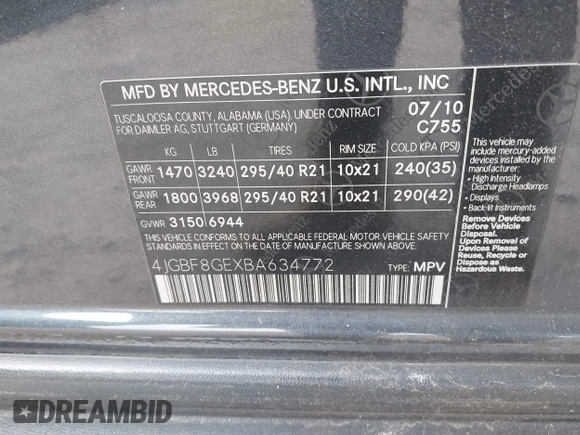 MFD BY MERCEDES-BENZ U.S. INTL., INC
TUSCALOOSA COUNTY, ALABAMA (USA). UNDER CONTRACT
FOR DAIMLER AG, STUTTGART (GERMANY)
07/10
C755
KG LB TIRES RIM SIZE COLD KPA (PSI)
GAWR FRONT 1470 3240 295/40 R21 10x21 240(35)
GAWR REAR 1800 3968 295/40 R21 10x21 290(42)
GVWR 3150 6944
THIS VEHICLE CONFORMS TO ALL APPLICABLE FEDERAL MOTOR VEHICLE SAFETY
STANDARDS IN EFFECT ON THE DATE OF MANUFACTURE SHOWN ABOVE.
4JGBF8GEXBA634772 TYPE: MPV
This vehicle may
include mercury-added
devices installed by the
manufacturer:
• High Intensity
Discharge Headlamps
• Displays
• Back-lit Instruments
Remove Devices
Before Vehicle
Disposal.
Upon Removal of
Devices Please
Reuse, Recycle or
Dispose as
Hazardous Waste.
DREAMBID